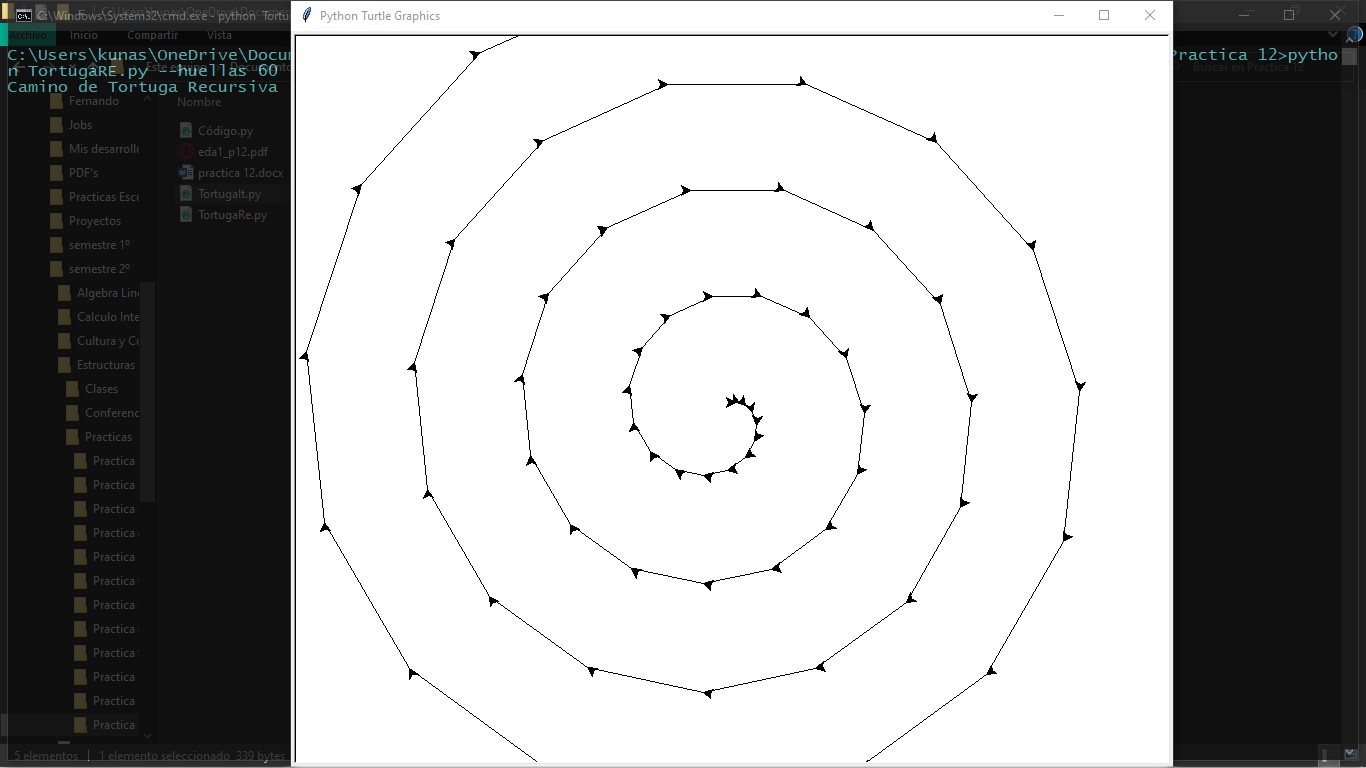 C:\Windows\System32\cmd.exe - python Tortu
Python Turtle Graphics
Inicio Compartir Vista
C:\Users\kunas\OneDrive\Docu Practica 12>pytho
n TortugaRE.py --huellas 60
Buscar en Practica 12
Camino de Tortuga Recursiva
Nombre
Fernando
Jobs
Mis desarroll
PDF's
Practicas Esc
Proyectos
semestre 1º
semestre 2º
Algebra Lin
Calculo Inte
Cultura y Co
Estructuras
Clases
Conferenc
Practicas
Practica
Practica
Practica
Practica
Practica
Practica
Practica
Practica
Practica
Practica
Practica
Practica
Código.py
eda1_p12.pdf
practica 12.docx
TortugaIt.py
TortugaRe.py
5 elementos 1 elemento seleccionado 339 bytes